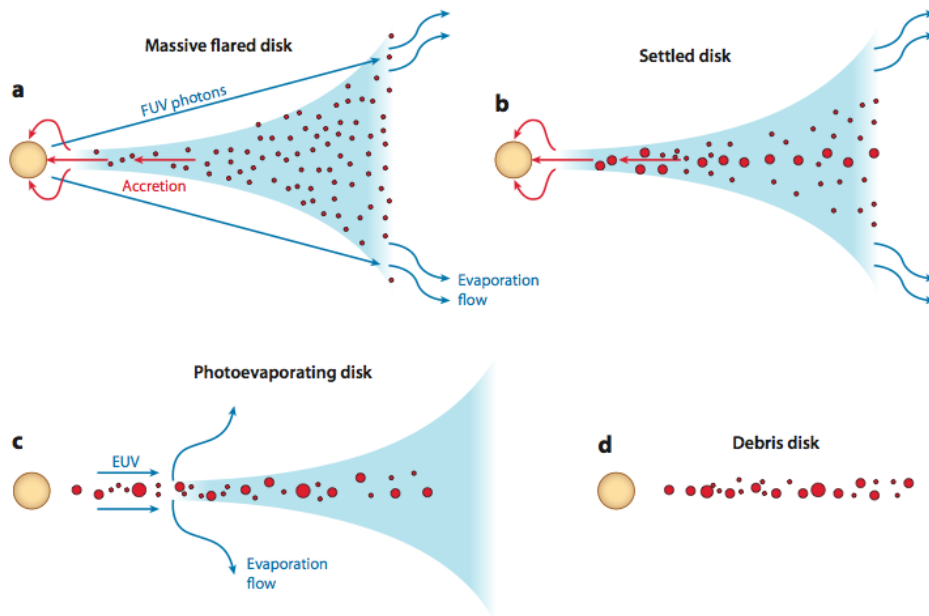 Massive flared disk
a
FUV photons
Accretion
Evaporation
flow
Settled disk
b
Photoevaporating disk
c
EUV
Evaporation
flow
d
Debris disk